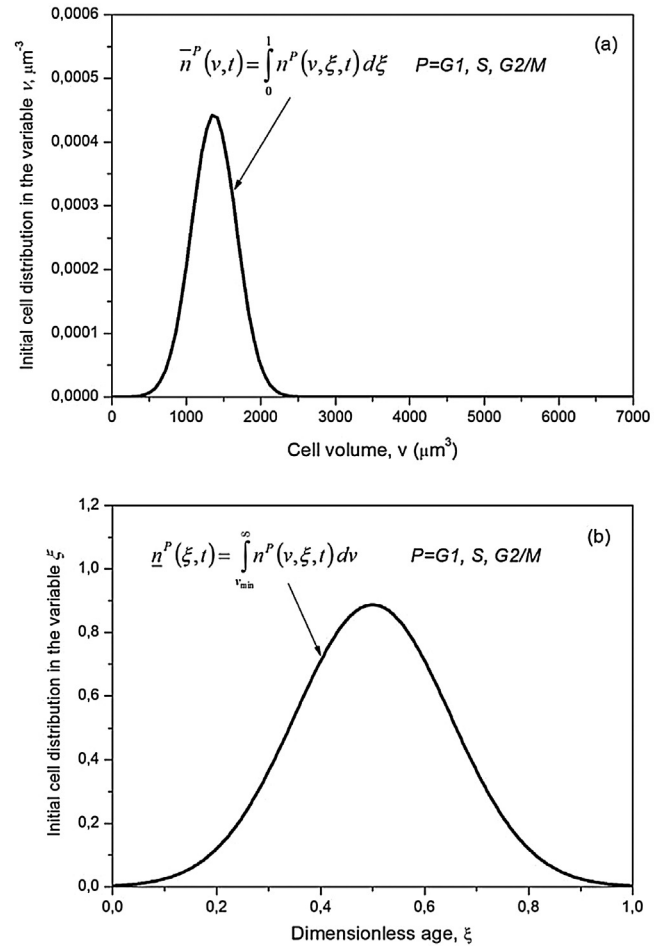 0,0006
0,0005
0,0004
0,0003
0,0002
0,0001
0,0000
Initial cell distribution in the variable v, μm⁻³
(a)
n̅ᴾ(v,t) = ∫₀¹ nᴾ(v,ξ,t) dξ P=G1, S, G2/M
0 1000 2000 3000 4000 5000 6000 7000
Cell volume, v (μm³)
1,2
1,0
0,8
0,6
0,4
0,2
0,0
Initial cell distribution in the variable ξ
(b)
n̲ᴾ(ξ,t) = ∫_{v_min}^{∞} nᴾ(v,ξ,t) dv P=G1, S, G2/M
0,0 0,2 0,4 0,6 0,8 1,0
Dimensionless age, ξ